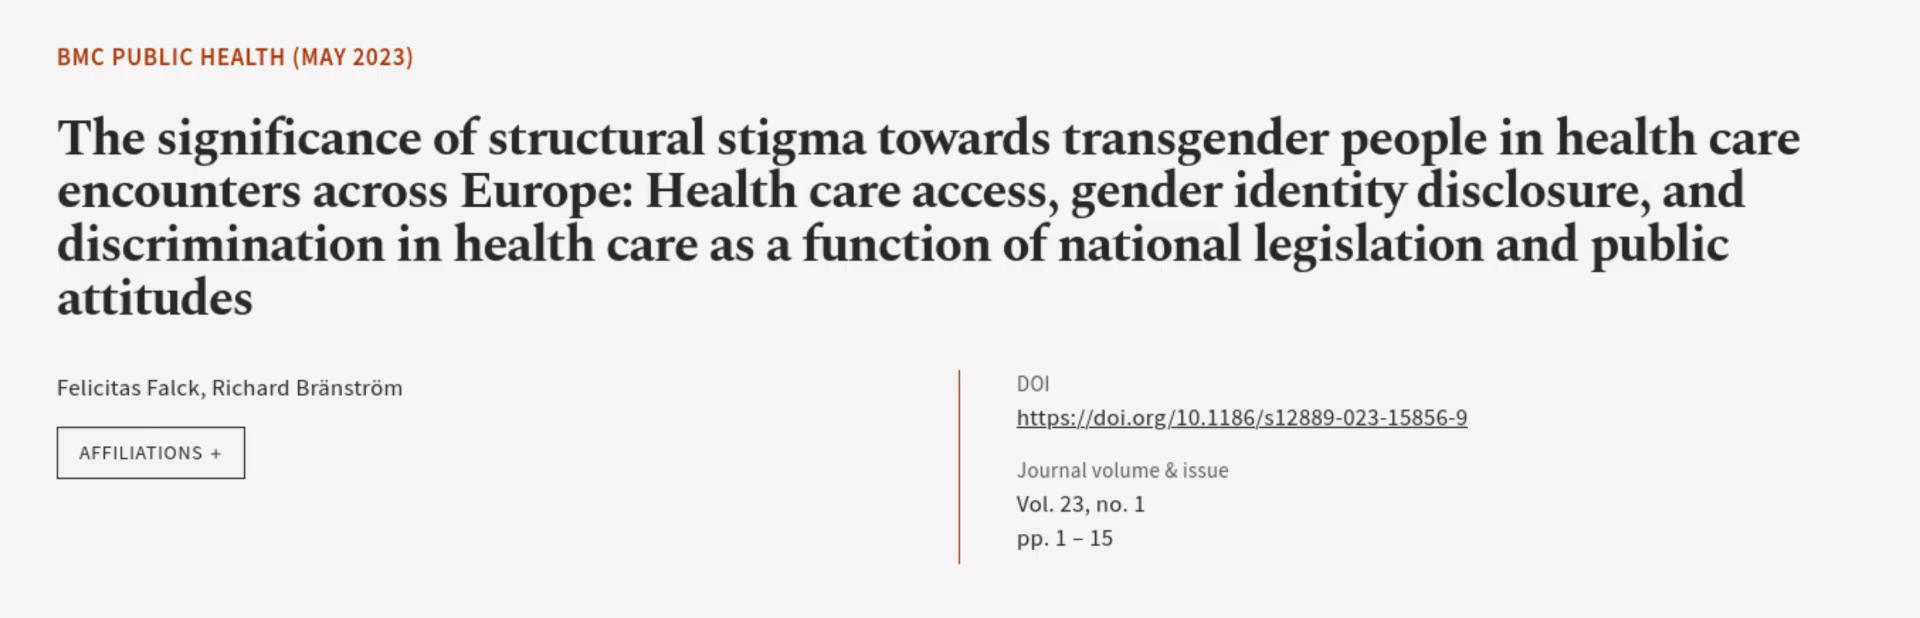 BMC PUBLIC HEALTH (MAY 2023)
The significance of structural stigma towards transgender people in health care
encounters across Europe: Health care access, gender identity disclosure, and
discrimination in health care as a function of national legislation and public
attitudes
Felicitas Falck, Richard Bränström
AFFILIATIONS +
DOI
https://doi.org/10.1186/s12889-023-15856-9
Journal volume & issue
Vol. 23, no. 1
pp. 1 – 15